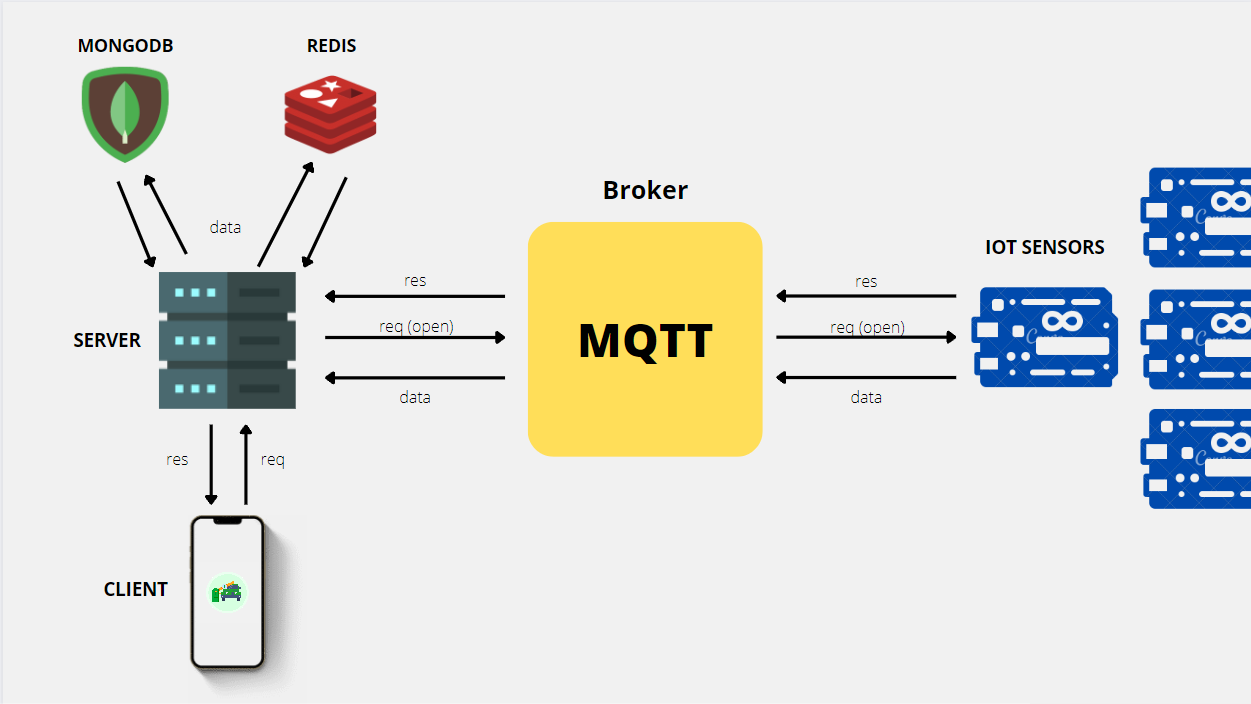 MONGODB
REDIS
data
Broker
IOT SENSORS
SERVER
res
req (open)
data
MQTT
res
req (open)
data
res
req
CLIENT